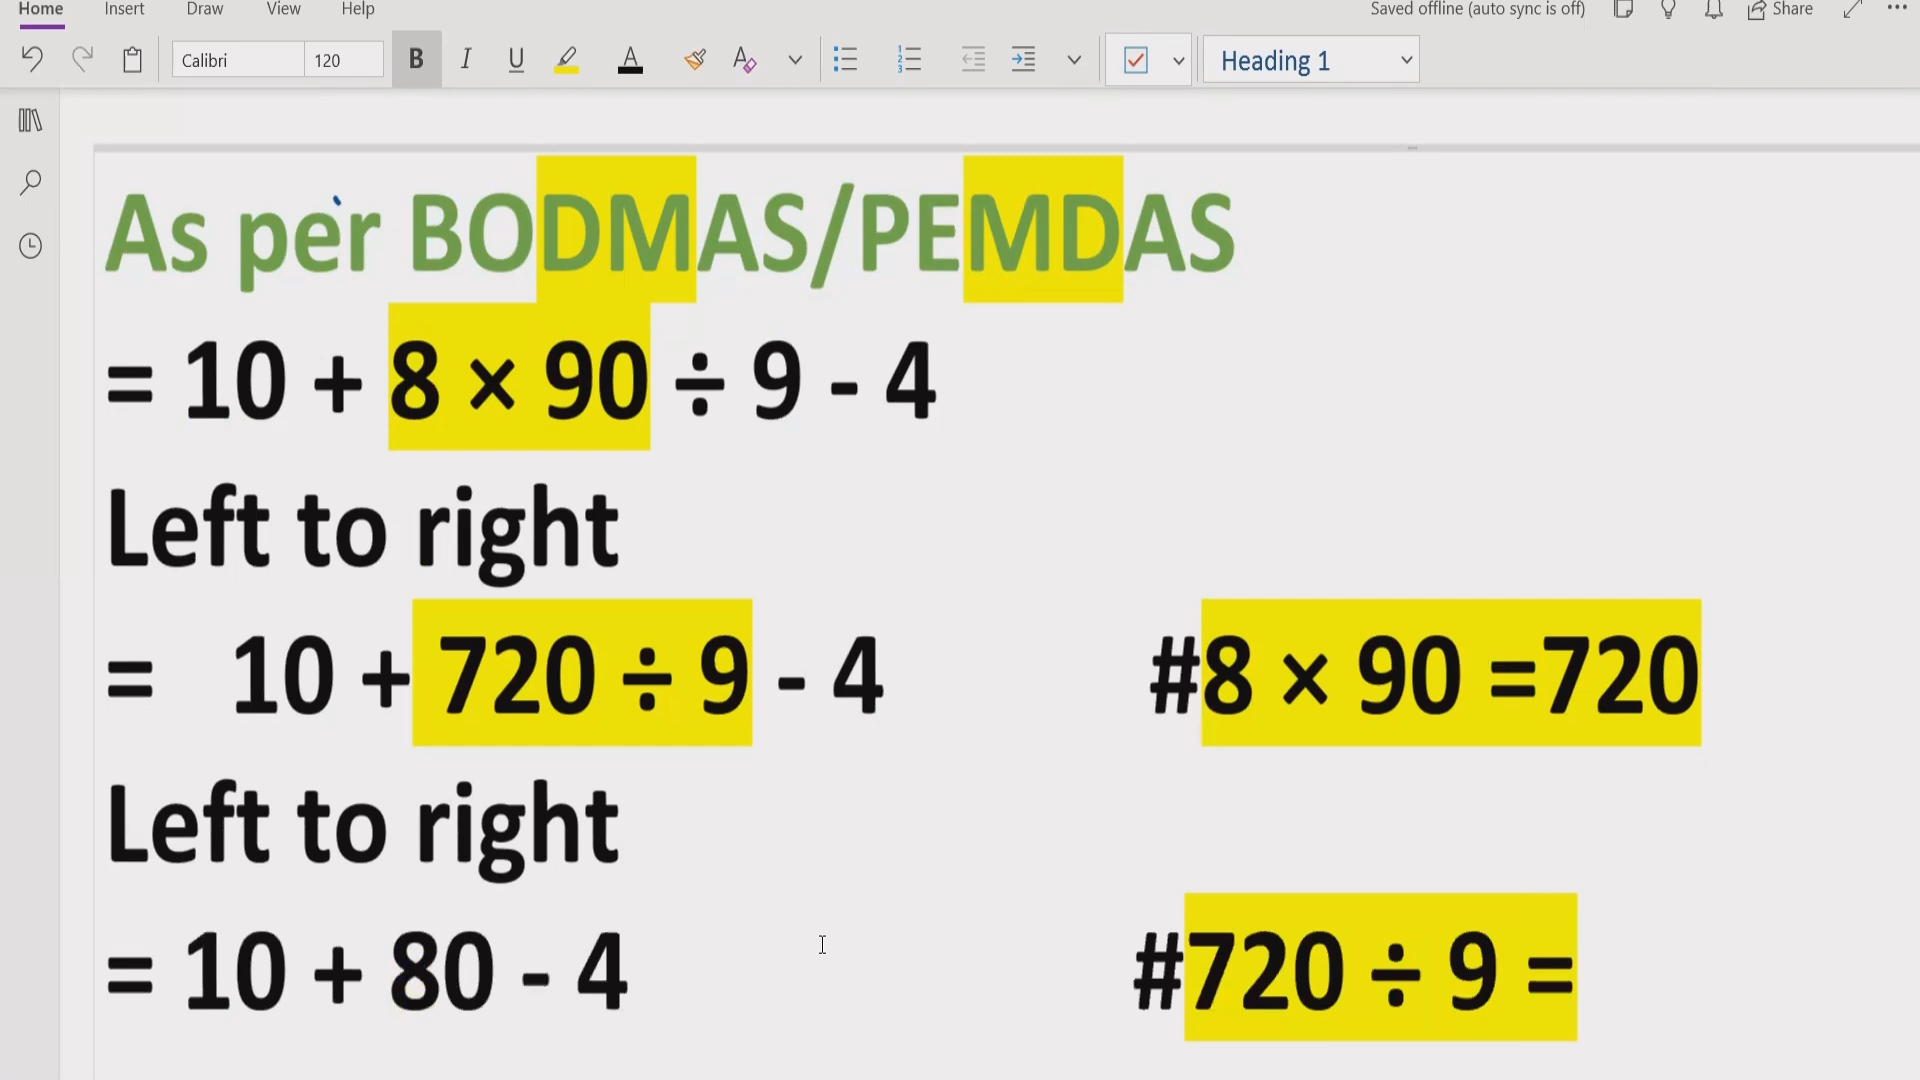 Home Insert Draw View Help Saved offline (auto sync is off) Share
Calibri 120 B I U A A Heading 1
As per BODMAS/PEMDAS
= 10 + 8 × 90 ÷ 9 - 4
Left to right
= 10 + 720 ÷ 9 - 4 #8 × 90 =720
Left to right
= 10 + 80 - 4 #720 ÷ 9 =